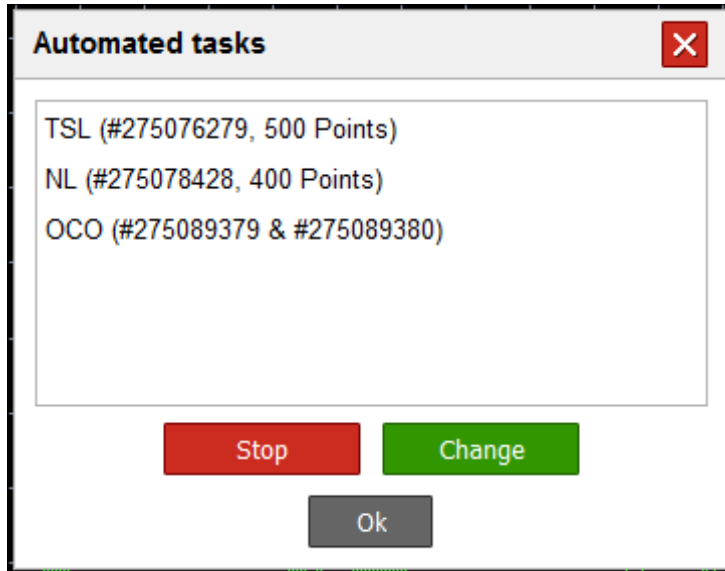 Automated tasks
TSL (#275076279, 500 Points)
NL (#275078428, 400 Points)
OCO (#275089379 & #275089380)
Stop
Change
Ok